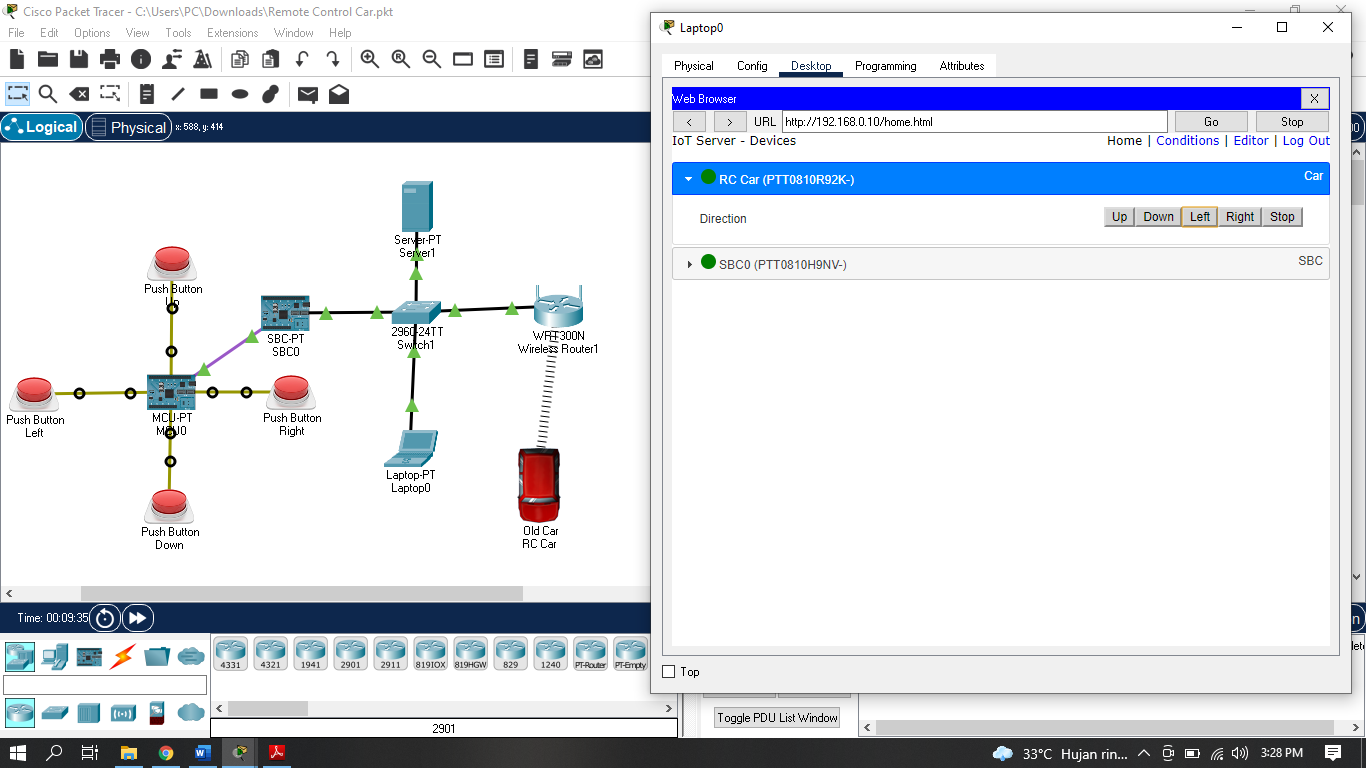 Cisco Packet Tracer - C:\Users\PC\Downloads\Remote Control Car.pkt
File Edit Options View Tools Extensions Window Help
Logical Physical x: 588, y: 414
Server-PT
Server1
Push Button
Up
SBC-PT
SBC0
2960-24TT
Switch1
WRT300N
Wireless Router1
Push Button
Left
MCU-PT
MCU0
Push Button
Right
Laptop-PT
Laptop0
Push Button
Down
Old Car
RC Car
Time: 00:09:35
4331 4321 1941 2901 2911 819IOX 819HGW 829 1240 PT-Router PT-Empty
2901
Laptop0
Physical Config Desktop Programming Attributes
Web Browser X
< > URL http://192.168.0.10/home.html Go Stop
IoT Server - Devices Home | Conditions | Editor | Log Out
RC Car (PTT0810R92K-) Car
Direction Up Down Left Right Stop
SBC0 (PTT0810H9NV-) SBC
Top
Toggle PDU List Window
33°C Hujan rin... 3:28 PM